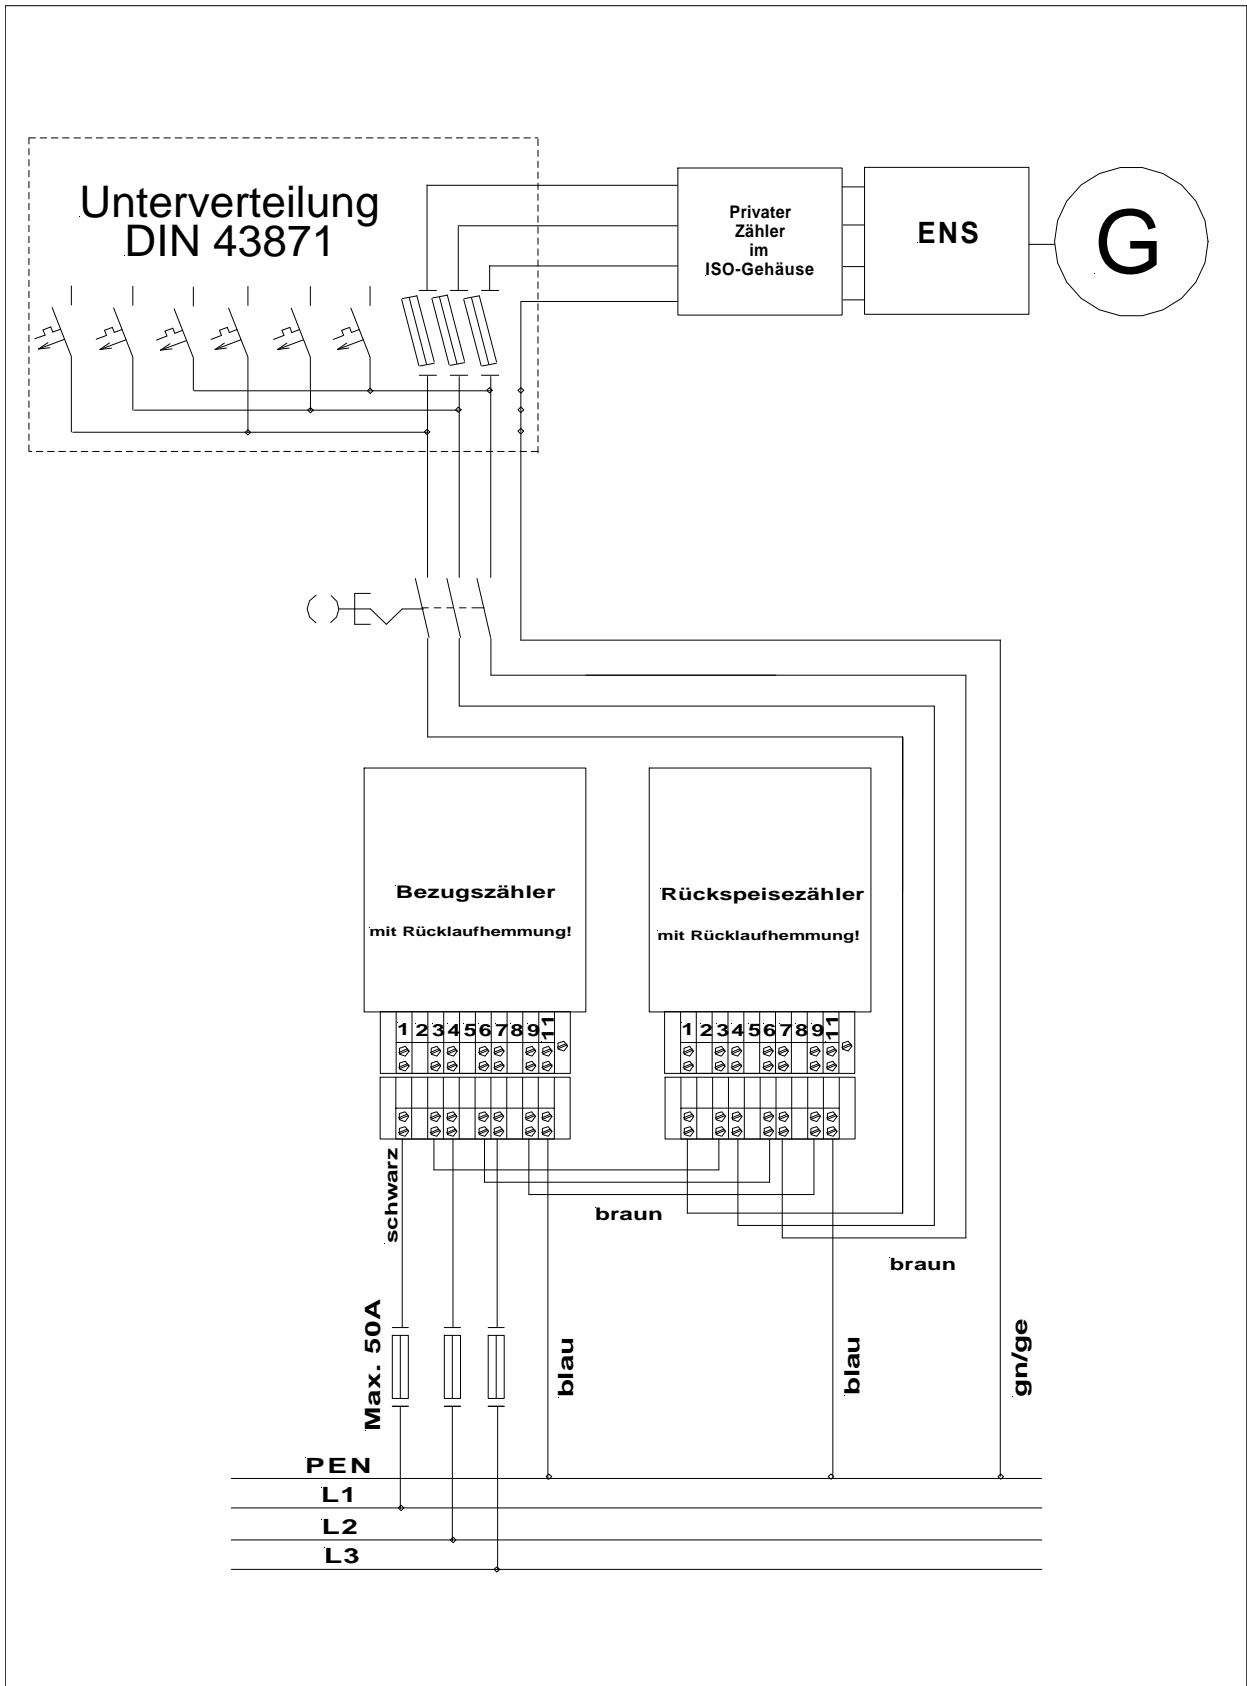 Unterverteilung
DIN 43871
Privater
Zähler
im
ISO-Gehäuse
ENS
G
Bezugszähler
mit Rücklaufhemmung!
Rückspeisezähler
mit Rücklaufhemmung!
1 2 3 4 5 6 7 8 9 11
1 2 3 4 5 6 7 8 9 11
schwarz
braun
braun
Max. 50A
blau
blau
gn/ge
PEN
L1
L2
L3